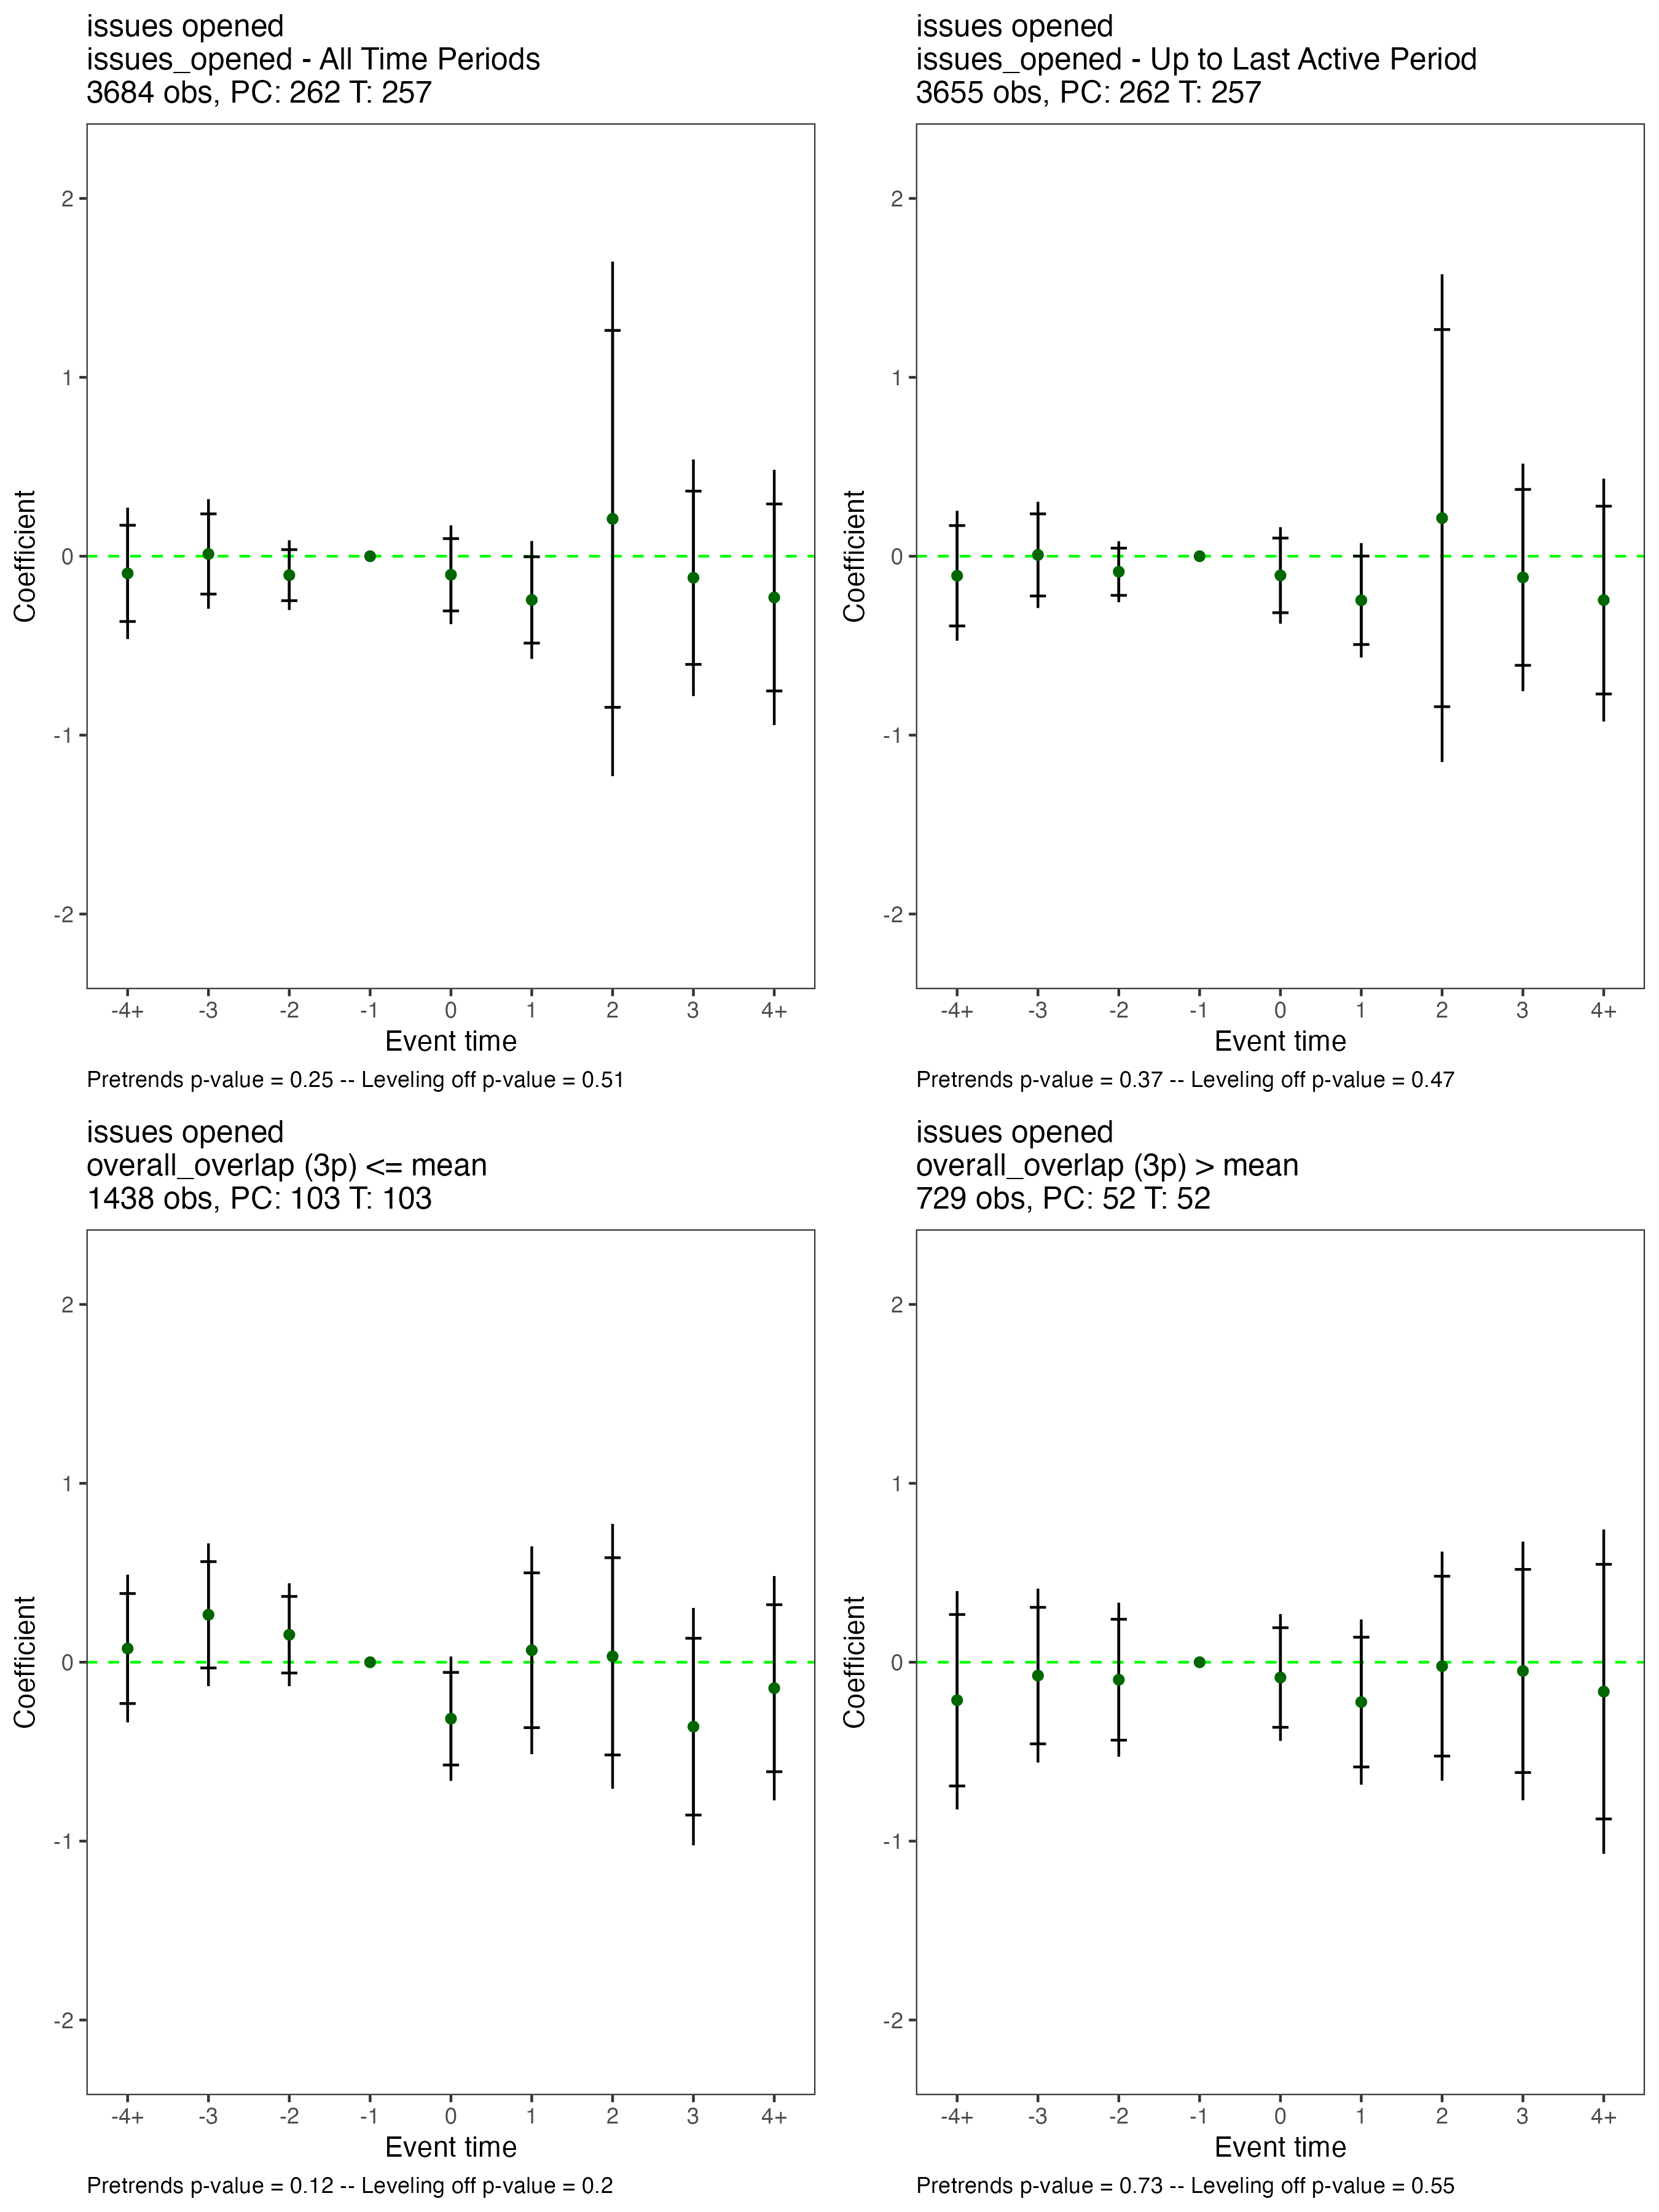 issues opened
issues_opened - All Time Periods
3684 obs, PC: 262 T: 257
2
1
0
-1
-2
Coefficient
-4+ -3 -2 -1 0 1 2 3 4+
Event time
Pretrends p-value = 0.25 -- Leveling off p-value = 0.51
issues opened
issues_opened - Up to Last Active Period
3655 obs, PC: 262 T: 257
2
1
0
-1
-2
Coefficient
-4+ -3 -2 -1 0 1 2 3 4+
Event time
Pretrends p-value = 0.37 -- Leveling off p-value = 0.47
issues opened
overall_overlap (3p) <= mean
1438 obs, PC: 103 T: 103
2
1
0
-1
-2
Coefficient
-4+ -3 -2 -1 0 1 2 3 4+
Event time
Pretrends p-value = 0.12 -- Leveling off p-value = 0.2
issues opened
overall_overlap (3p) > mean
729 obs, PC: 52 T: 52
2
1
0
-1
-2
Coefficient
-4+ -3 -2 -1 0 1 2 3 4+
Event time
Pretrends p-value = 0.73 -- Leveling off p-value = 0.55